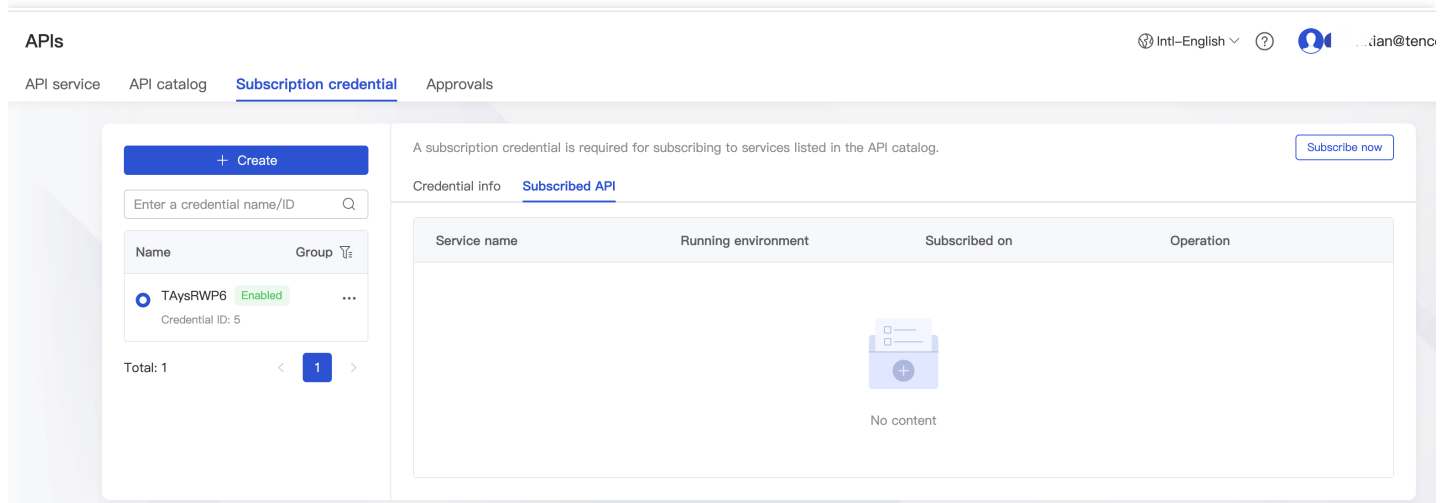 APIs
Intl-English
?
API service
API catalog
Subscription credential
Approvals
+ Create
Enter a credential name/ID
Name
Group
TAysRWP6
Enabled
...
Credential ID: 5
Total: 1
< 1 >
A subscription credential is required for subscribing to services listed in the API catalog.
Subscribe now
Credential info
Subscribed API
Service name
Running environment
Subscribed on
Operation
No content